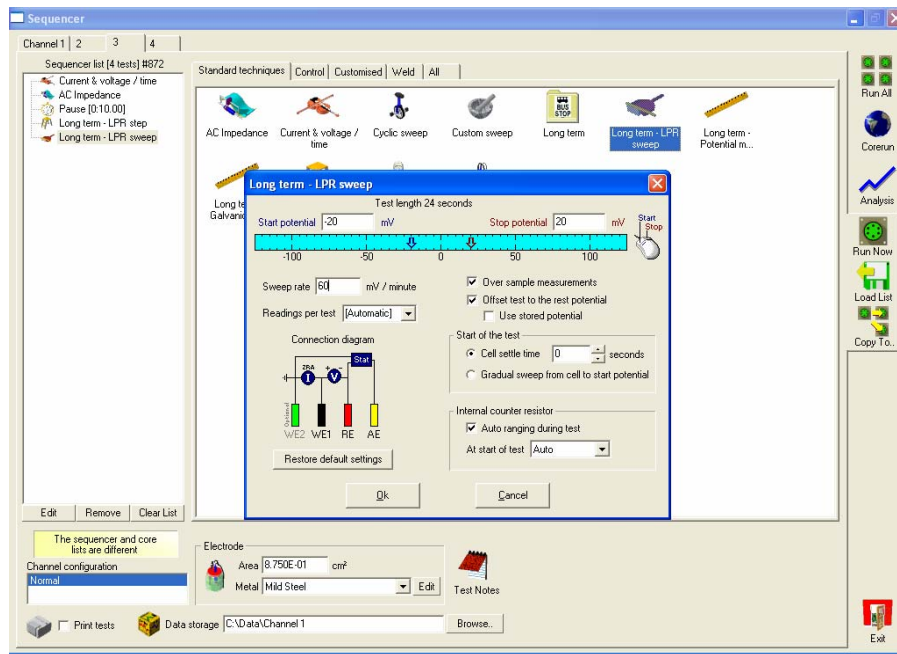 Sequencer
Channel 1 2 3 4
Sequencer list [4 tests] #872
Current & voltage / time
AC Impedance
Pause [0:10.00]
Long term - LPR step
Long term - LPR sweep
Standard techniques Control Customised Weld All
AC Impedance
Current & voltage / time
Cyclic sweep
Custom sweep
BUS STOP
Long term
Long term - LPR sweep
Long term - Potential m...
Long te
Galvanic
Long term - LPR sweep
Test length 24 seconds
Start potential -20 mV
Stop potential 20 mV
Start
Stop
-100 -50 0 50 100
Sweep rate 60 mV / minute
Readings per test [Automatic]
Connection diagram
ZRA + -
I V Stat
Optional
WE2 WE1 RE AE
Restore default settings
Over sample measurements
Offset test to the rest potential
Use stored potential
Start of the test
Cell settle time 0 seconds
Gradual sweep from cell to start potential
Internal counter resistor
Auto ranging during test
At start of test Auto
Ok Cancel
Edit Remove Clear List
The sequencer and core
lists are different
Channel configuration
Normal
Electrode
Area 8.750E-01 cm²
Metal Mild Steel Edit
Test Notes
Print tests
Data storage C:\Data\Channel 1 Browse..
Run All
Corerun
Analysis
Run Now
Load List
Copy To..
Exit